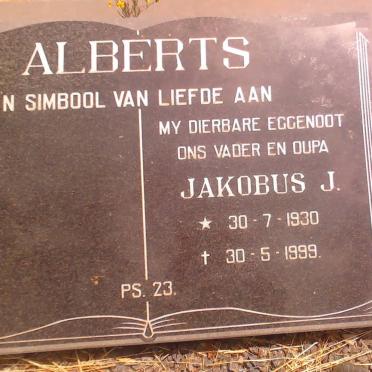 ALBERTS
'N SIMBOOL VAN LIEFDE AAN
MY DIERBARE EGGENOOT
ONS VADER EN OUPA
JAKOBUS J.
★ 30-7-1930
† 30-5-1999.
PS. 23.